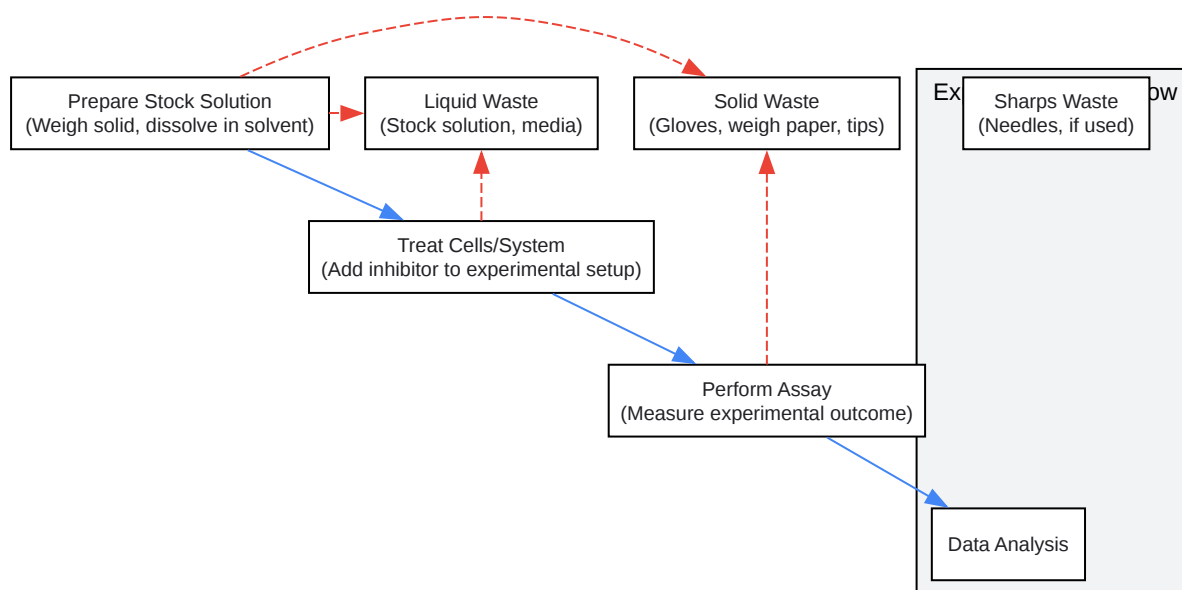 Prepare Stock Solution
(Weigh solid, dissolve in solvent)
Liquid Waste
(Stock solution, media)
Solid Waste
(Gloves, weigh paper, tips)
Sharps Waste
(Needles, if used)
Treat Cells/System
(Add inhibitor to experimental setup)
Perform Assay
(Measure experimental outcome)
Data Analysis